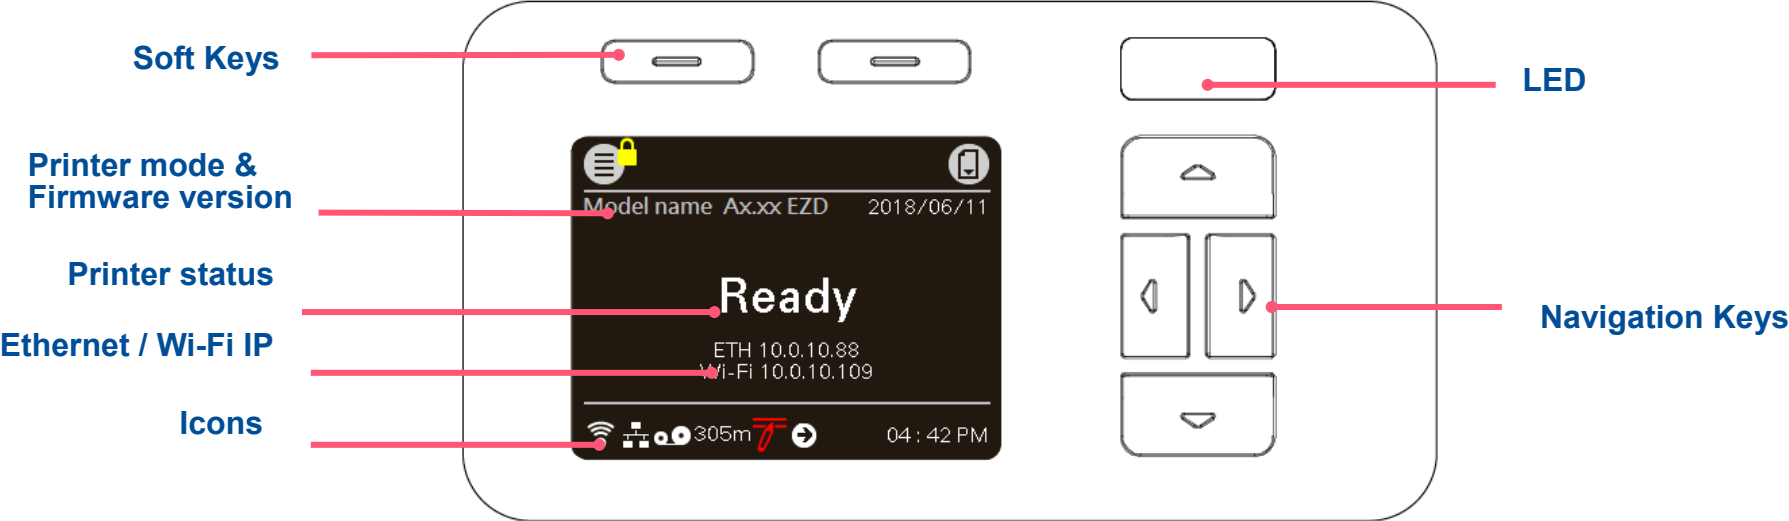 Soft Keys
LED
Printer mode &
Firmware version
Model name Ax.xx EZD 2018/06/11
Printer status
Ready
Navigation Keys
Ethernet / Wi-Fi IP
ETH 10.0.10.88
Wi-Fi 10.0.10.109
Icons
305m
04 : 42 PM